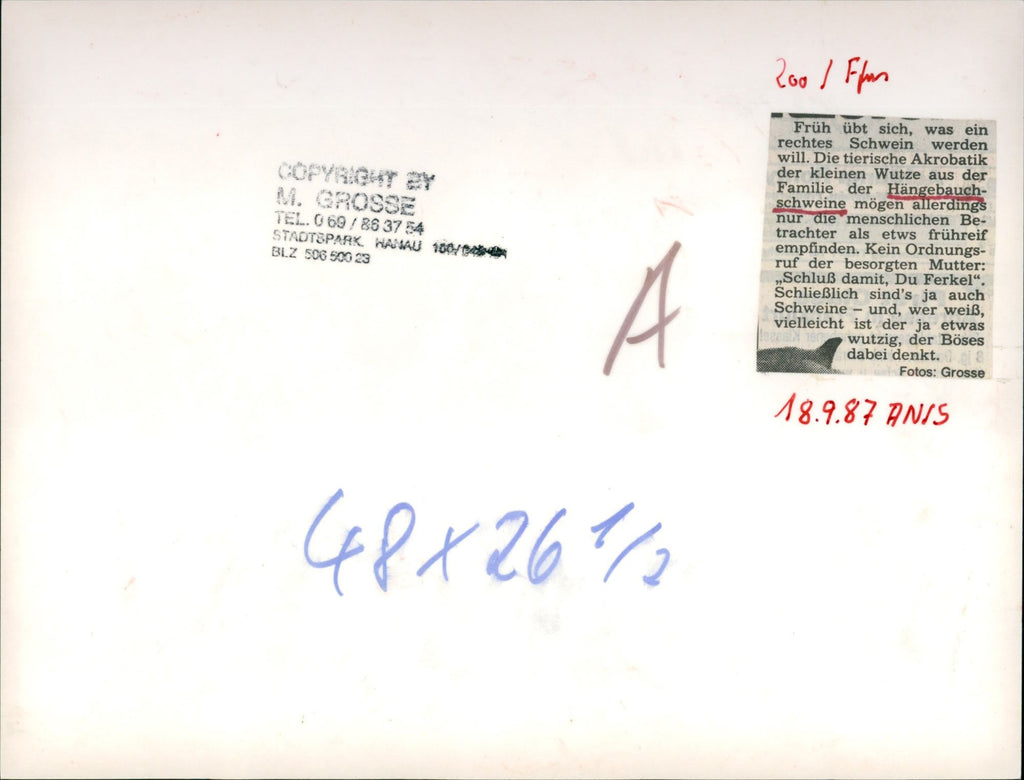 Zoo / Ffm
COPYRIGHT BY
M. GROSSE
TEL. 0 69 / 86 37 54
STADTSPARK. HANAU
BLZ 506 500 23
Früh übt sich, was ein
rechtes Schwein werden
will. Die tierische Akrobatik
der kleinen Wutze aus der
Familie der Hängebauch-
schweine mögen allerdings
nur die menschlichen Be-
trachter als etws frühreif
empfinden. Kein Ordnungs-
ruf der besorgten Mutter:
„Schluß damit, Du Ferkel“.
Schließlich sind's ja auch
Schweine – und, wer weiß,
vielleicht ist der ja etwas
wutzig, der Böses
dabei denkt.
Fotos: Grosse
A
18.9.87 ANIS
48 x 26 1/2